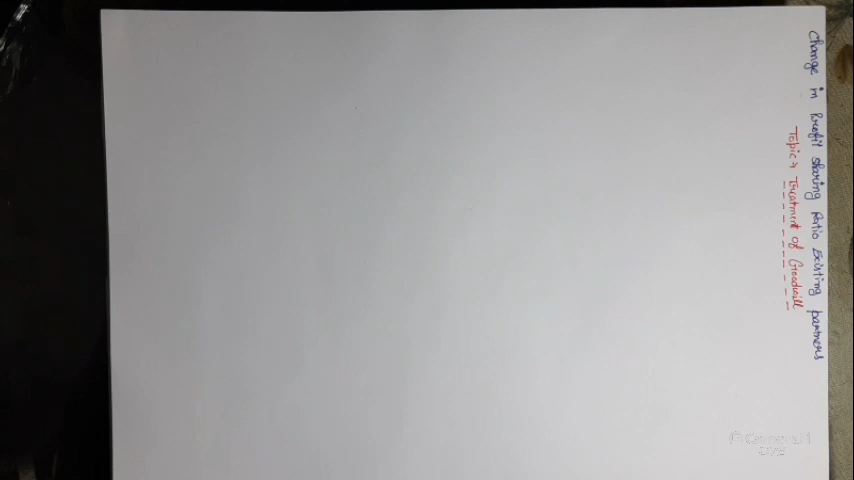 Change in Profit sharing Ratio Existing partners
Topic → Treatment of Goodwill